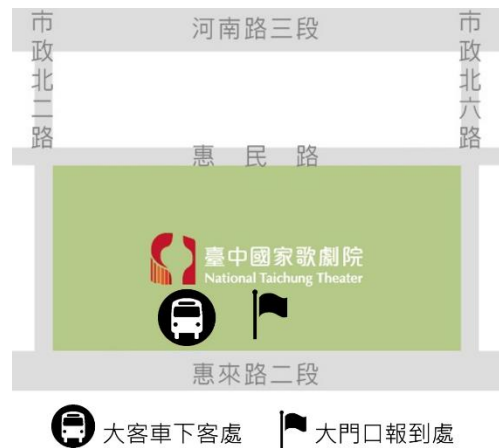 河南路三段
市政北二路
市政北六路
惠民路
臺中國家歌劇院
National Taichung Theater
惠來路二段
大客車下客處
大門口報到處